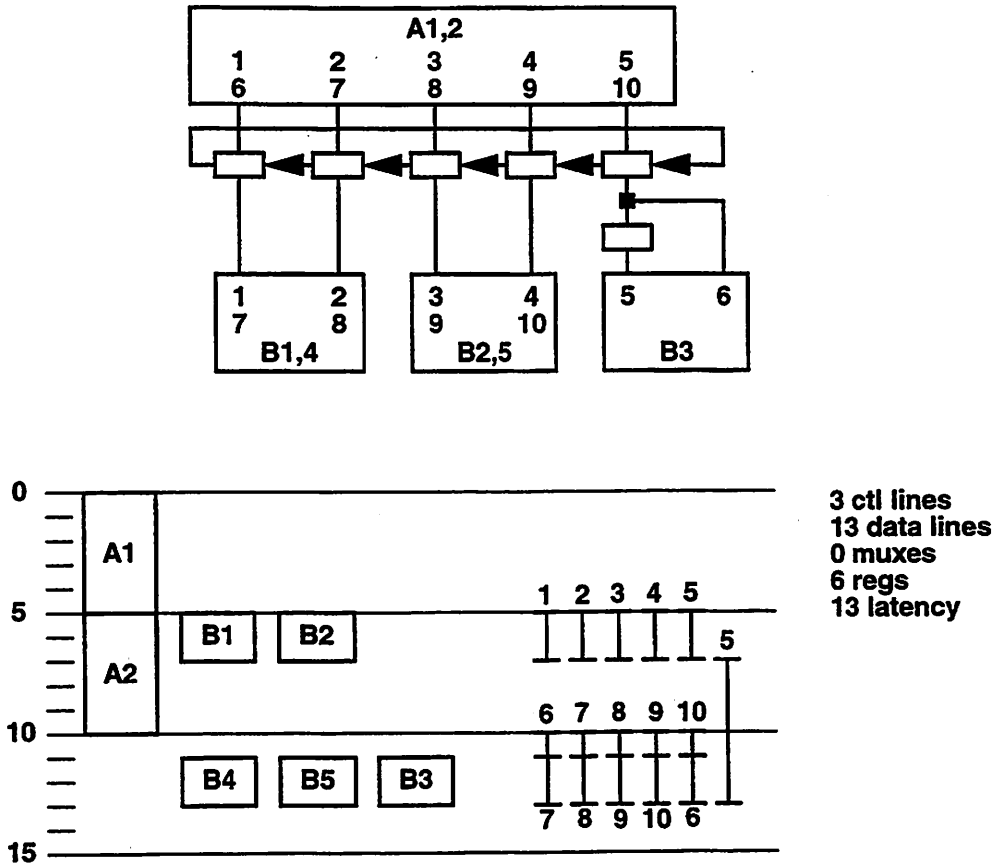 A1,2
1 2 3 4 5
6 7 8 9 10
1 2 3 4 5 6
7 8 9 10
B1,4 B2,5 B3
0
3 ctl lines
13 data lines
0 muxes
6 regs
13 latency
A1
1 2 3 4 5
5
B1 B2
5
A2
6 7 8 9 10
10
B4 B5 B3
7 8 9 10 6
15